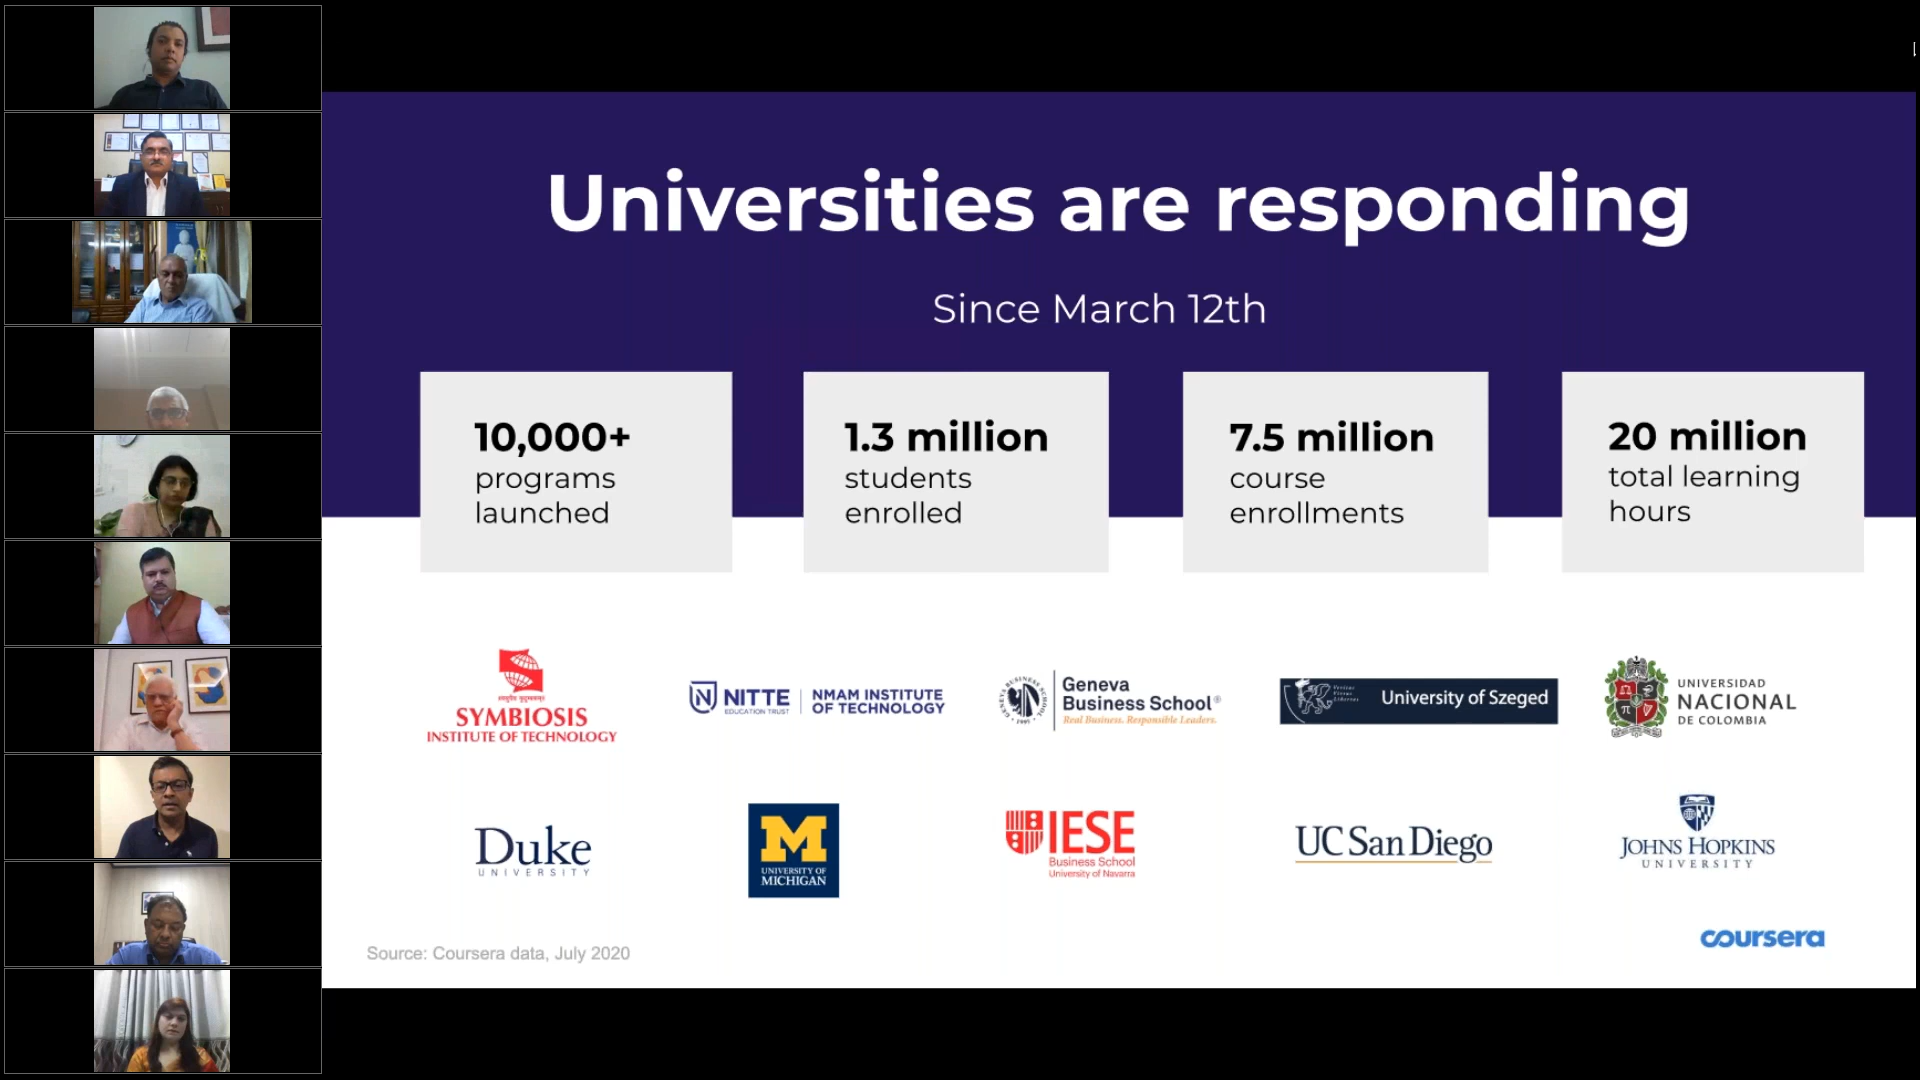 Universities are responding
Since March 12th
10,000+
programs
launched
1.3 million
students
enrolled
7.5 million
course
enrollments
20 million
total learning
hours
SYMBIOSIS
INSTITUTE OF TECHNOLOGY
NITTE
EDUCATION TRUST
NMAM INSTITUTE
OF TECHNOLOGY
Geneva
Business School®
Real Business. Responsible Leaders.
University of Szeged
UNIVERSIDAD
NACIONAL
DE COLOMBIA
Duke
UNIVERSITY
M
UNIVERSITY OF
MICHIGAN
IESE
Business School
University of Navarra
UC San Diego
JOHNS HOPKINS
UNIVERSITY
Source: Coursera data, July 2020
coursera